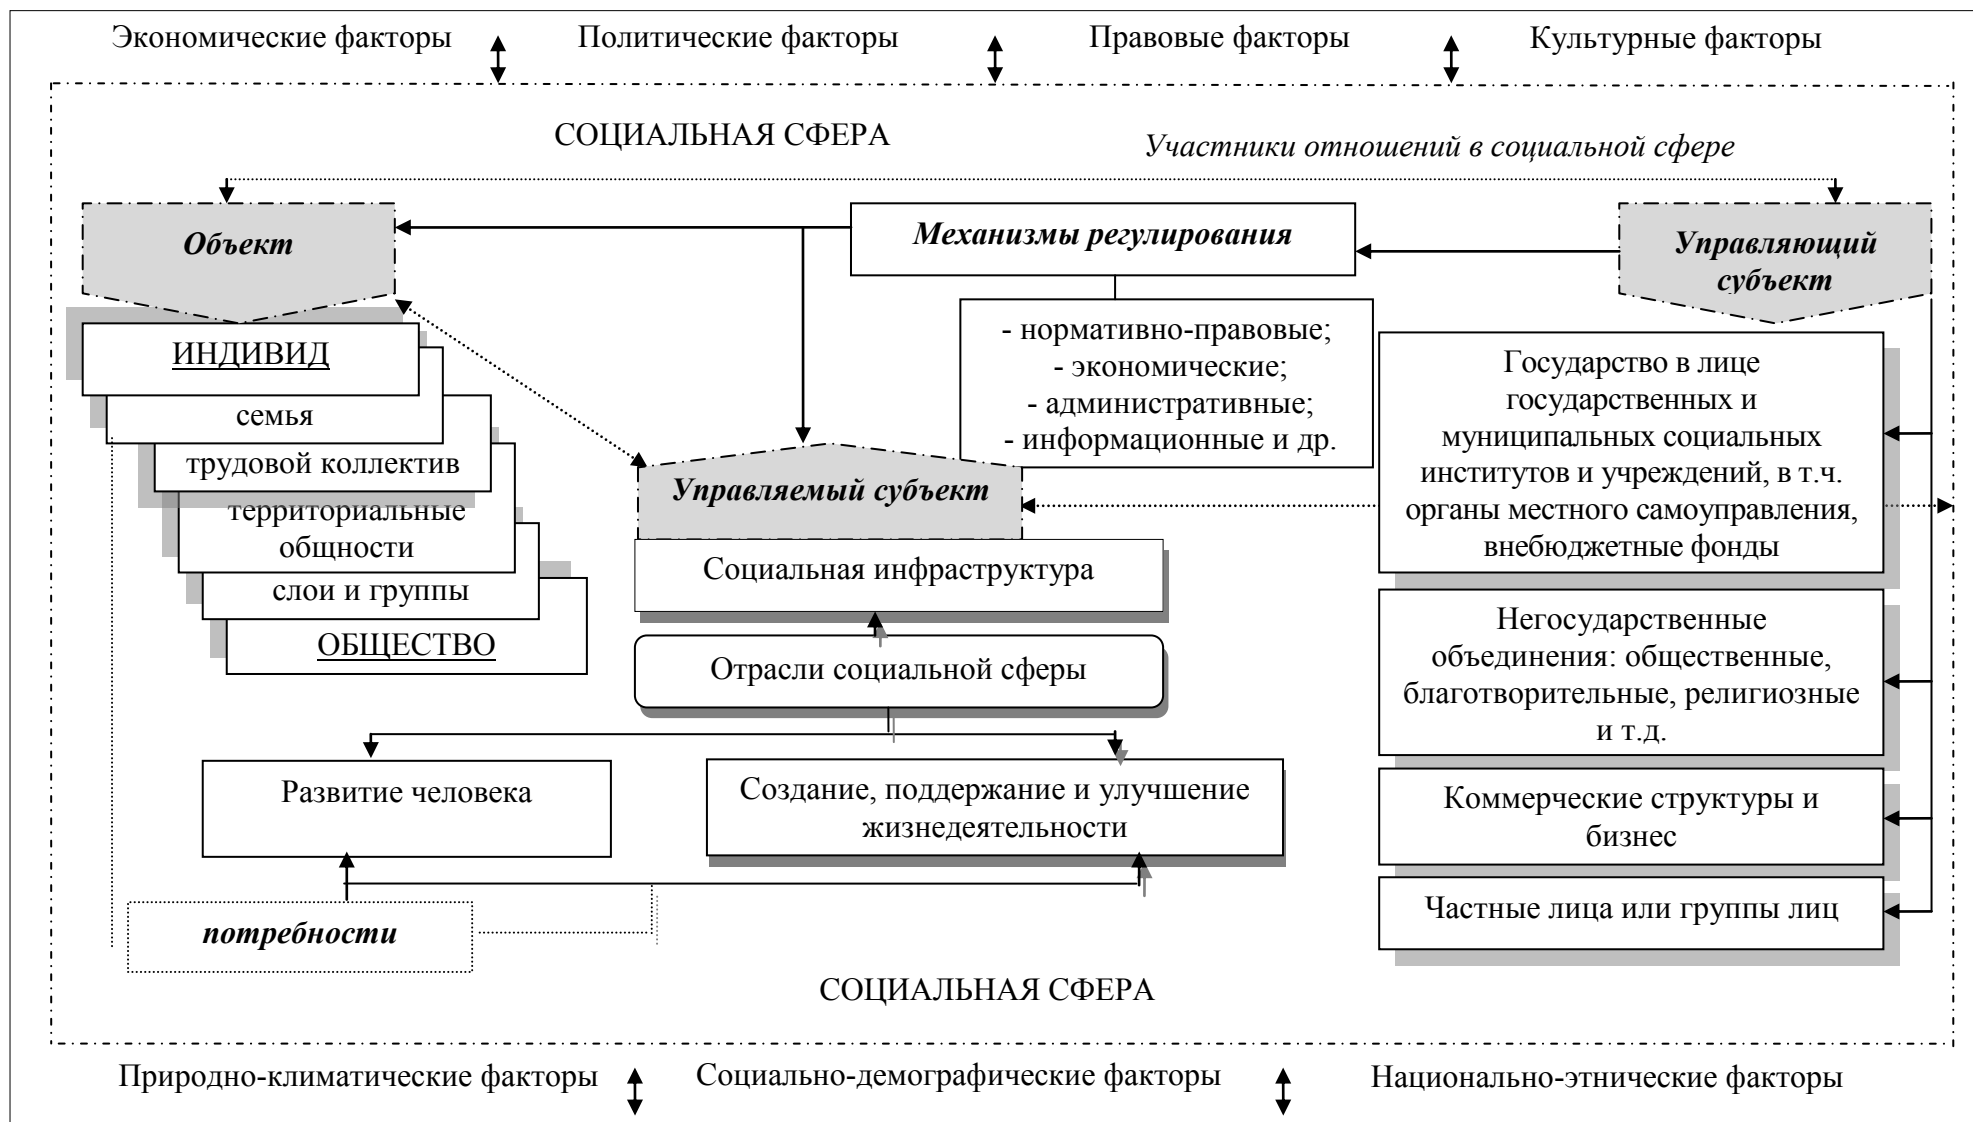 Экономические факторы
Политические факторы
Правовые факторы
Культурные факторы
СОЦИАЛЬНАЯ СФЕРА
Участники отношений в социальной сфере
Объект
Механизмы регулирования
Управляющий
субъект
- нормативно-правовые;
- экономические;
- административные;
- информационные и др.
ИНДИВИД
семья
трудовой коллектив
территориальные
общности
слои и группы
ОБЩЕСТВО
Управляемый субъект
Социальная инфраструктура
Отрасли социальной сферы
Развитие человека
Создание, поддержание и улучшение
жизнедеятельности
потребности
Государство в лице
государственных и
муниципальных социальных
институтов и учреждений, в т.ч.
органы местного самоуправления,
внебюджетные фонды
Негосударственные
объединения: общественные,
благотворительные, религиозные
и т.д.
Коммерческие структуры и
бизнес
Частные лица или группы лиц
СОЦИАЛЬНАЯ СФЕРА
Природно-климатические факторы
Социально-демографические факторы
Национально-этнические факторы